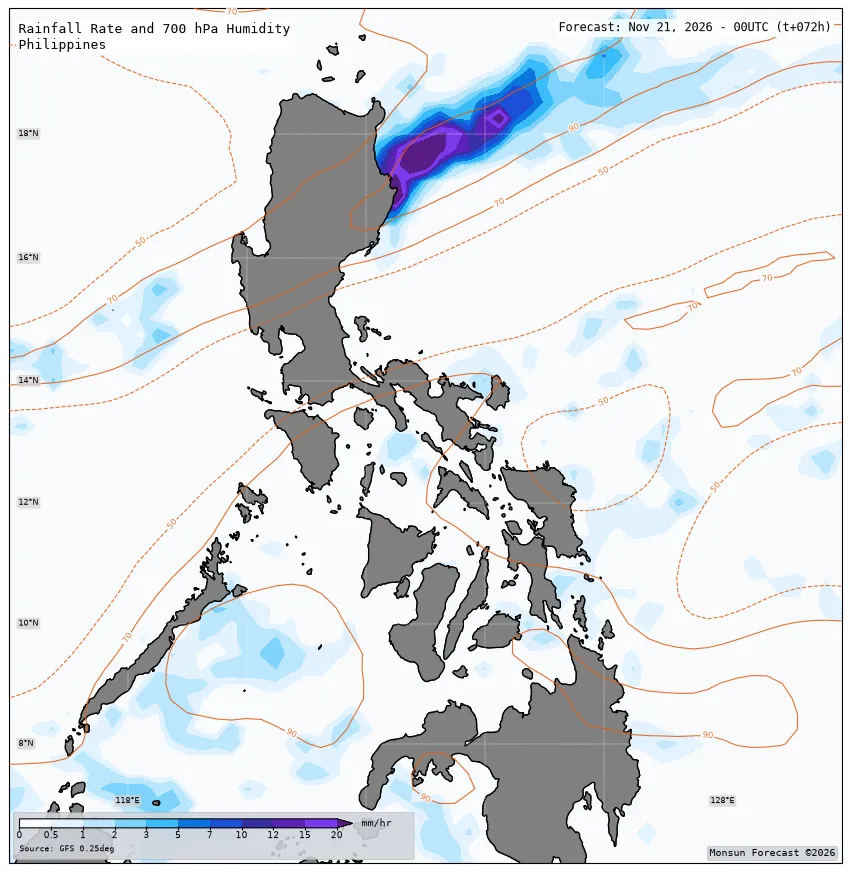 70
Rainfall Rate and 700 hPa Humidity
Philippines
Forecast: Nov 21, 2026 - 00UTC (t+072h)
90
18°N
50
70
50
16°N
70
70
70
14°N
70
50
12°N
50
50
10°N
70
90
90
8°N
90
118°E
128°E
0 0.5 1 2 3 5 7 10 12 15 20 mm/hr
Source: GFS 0.25deg
Monsun Forecast ©2026